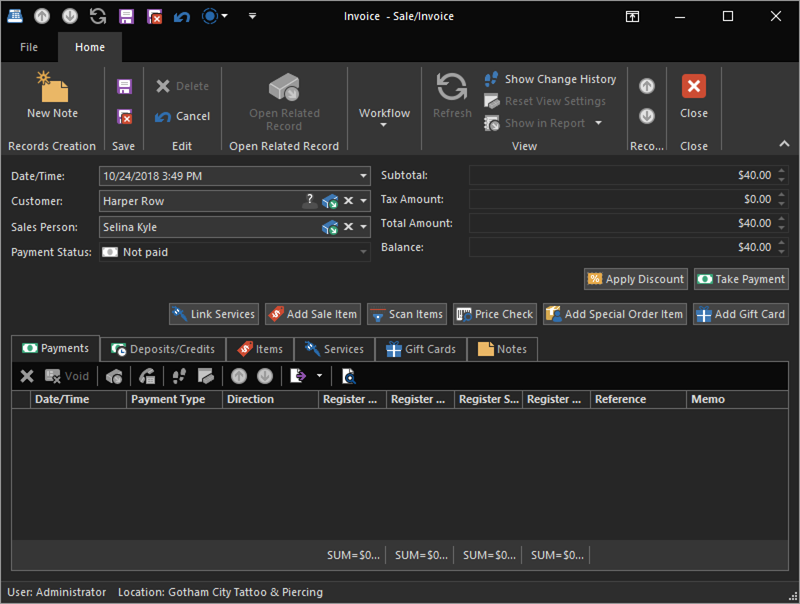 Invoice - Sale/Invoice
File Home
New Note
Records Creation
Save
Delete
Cancel
Edit
Open Related
Record
Open Related Record
Workflow
Refresh
Show Change History
Reset View Settings
Show in Report
View
Reco...
Close
Close
Date/Time: 10/24/2018 3:49 PM
Customer: Harper Row ?
Sales Person: Selina Kyle
Payment Status: Not paid
Subtotal: $40.00
Tax Amount: $0.00
Total Amount: $40.00
Balance: $40.00
Apply Discount Take Payment
Link Services Add Sale Item Scan Items Price Check Add Special Order Item Add Gift Card
Payments Deposits/Credits Items Services Gift Cards Notes
Void
Date/Time Payment Type Direction Register ... Register ... Register S... Register ... Reference Memo
SUM=$0... SUM=$0... SUM=$0... SUM=$0...
User: Administrator Location: Gotham City Tattoo & Piercing